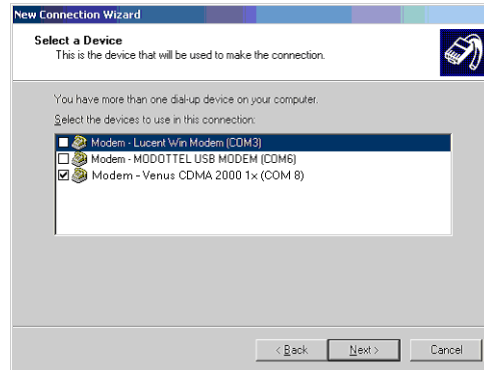 New Connection Wizard
Select a Device
This is the device that will be used to make the connection.
You have more than one dial-up device on your computer.
Select the devices to use in this connection:
Modem - Lucent Win Modem (COM3)
Modem - MODOTTEL USB MODEM (COM6)
Modem - Venus CDMA 2000 1x (COM 8)
< Back Next > Cancel